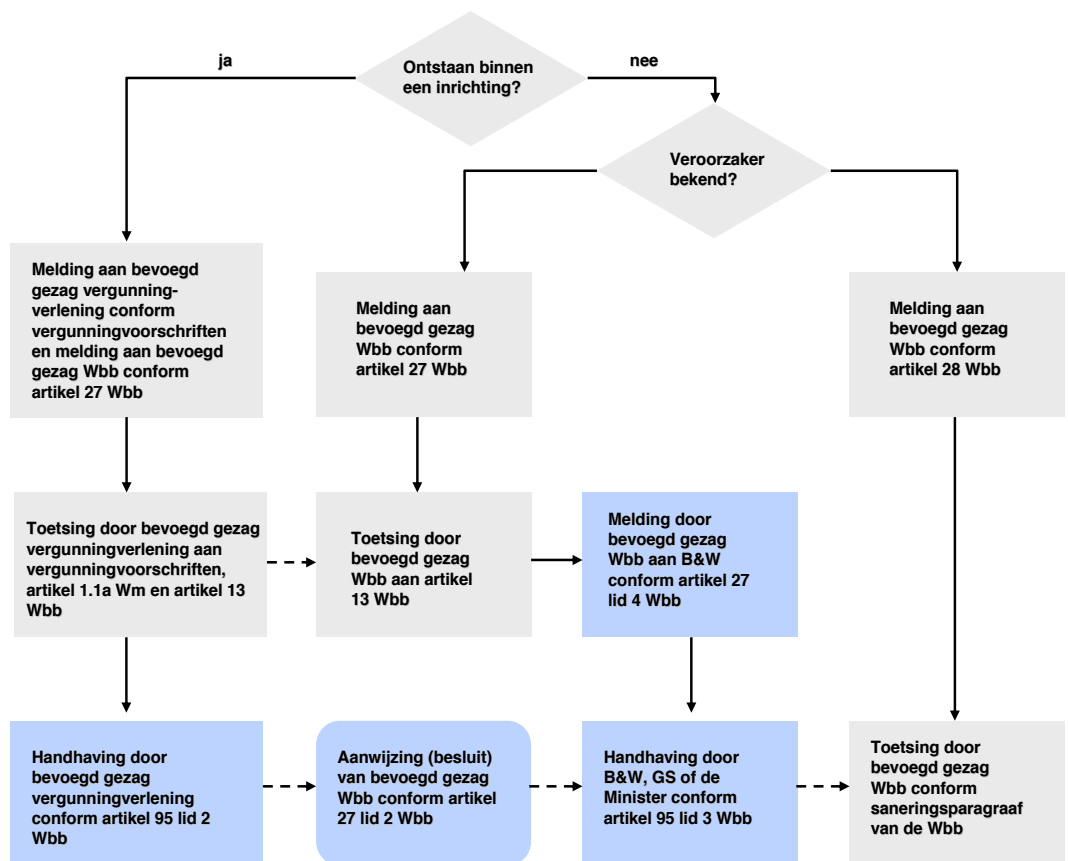 ja
Ontstaan binnen
een inrichting?
nee
Veroorzaker
bekend?
Melding aan bevoegd
gezag vergunning-
verlening conform
vergunningvoorschriften
en melding aan bevoegd
gezag Wbb conform
artikel 27 Wbb
Melding aan
bevoegd gezag
Wbb conform
artikel 27 Wbb
Melding aan
bevoegd gezag
Wbb conform
artikel 28 Wbb
Toetsing door bevoegd gezag
vergunningverlening aan
vergunningvoorschriften,
artikel 1.1a Wm en artikel 13
Wbb
Toetsing door
bevoegd gezag
Wbb aan artikel
13 Wbb
Melding door
bevoegd gezag
Wbb aan B&W
conform artikel 27
lid 4 Wbb
Handhaving door
bevoegd gezag
vergunningverlening
conform artikel 95 lid 2
Wbb
Aanwijzing (besluit)
van bevoegd gezag
Wbb conform artikel
27 lid 2 Wbb
Handhaving door
B&W, GS of de
Minister conform
artikel 95 lid 3 Wbb
Toetsing door
bevoegd gezag
Wbb conform
saneringsparagraaf
van de Wbb